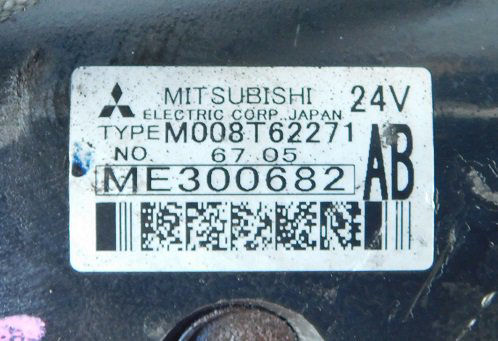 MITSUBISHI 24V
ELECTRIC CORP. JAPAN
TYPE M008T62271
NO. 67.05 AB
ME300682